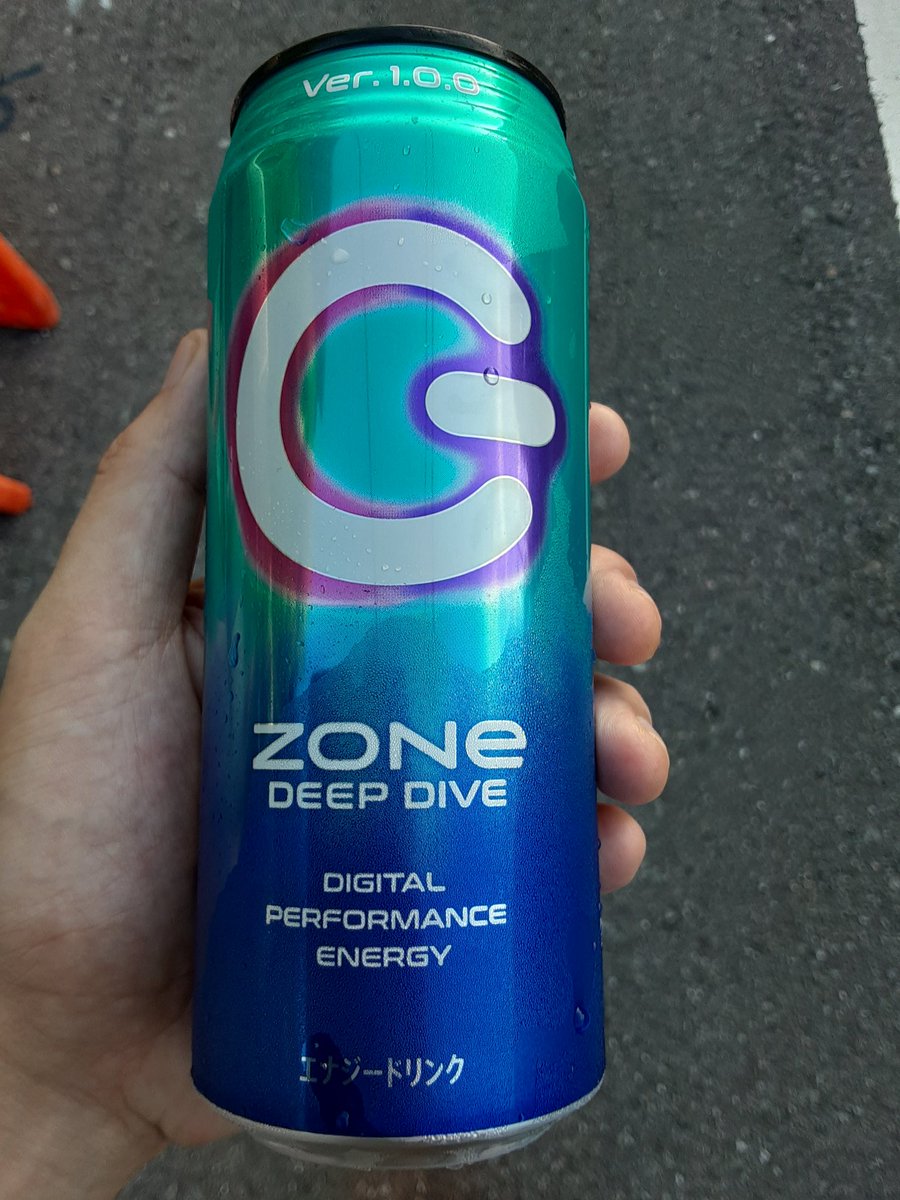 Ver.1.0.0
ZONe
DEEP DIVE
DIGITAL
PERFORMANCE
ENERGY
エナジードリンク